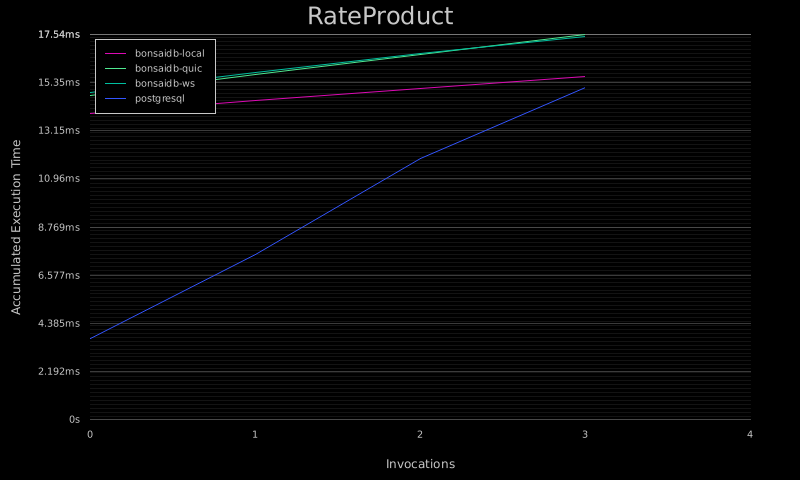 RateProduct
17.54ms
15.35ms
13.15ms
10.96ms
8.769ms
6.577ms
4.385ms
2.192ms
0s
Accumulated Execution Time
bonsaidb-local
bonsaidb-quic
bonsaidb-ws
postgresql
0 1 2 3 4
Invocations